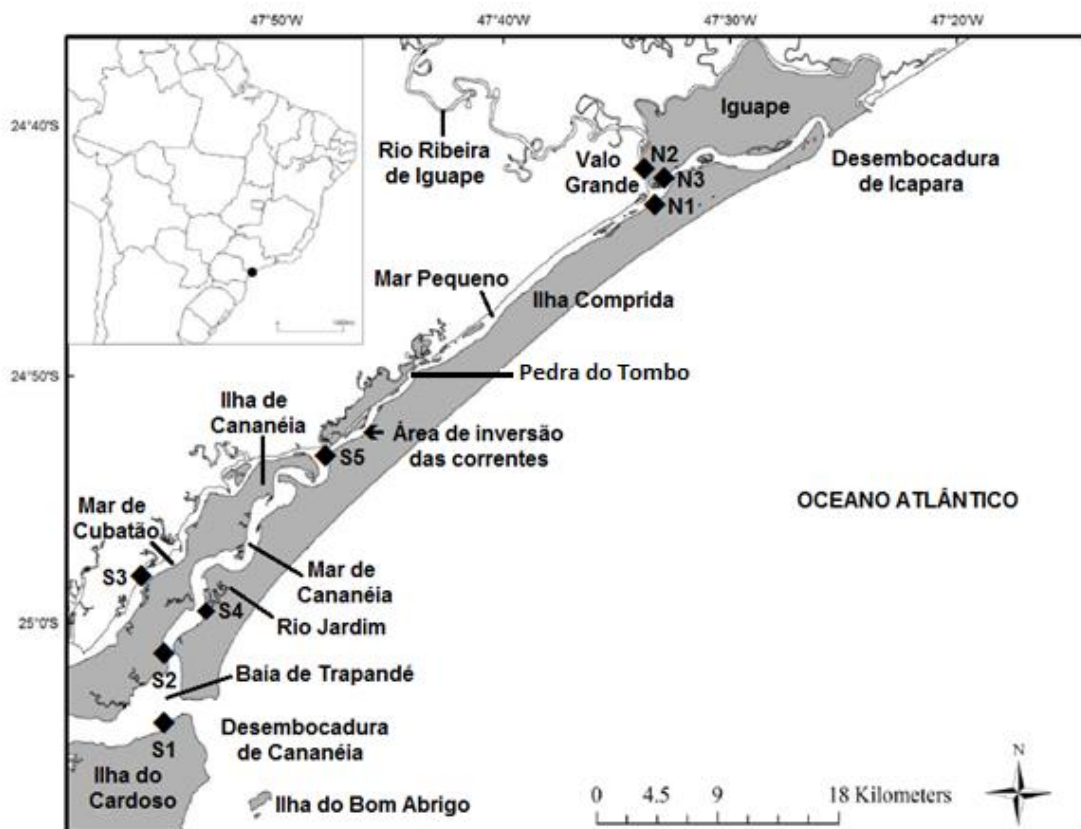 47°50'W 47°40'W 47°30'W 47°20'W
24°40'S
Iguape
Rio Ribeira
de Iguape
Valo
Grande
N2
N3
N1
Desembocadura
de Icapara
Mar Pequeno
Ilha Comprida
24°50'S
Pedra do Tombo
Ilha de
Cananéia
Área de inversão
das correntes
S5
OCEANO ATLÂNTICO
Mar de
Cubatão
S3
Mar de
Cananéia
S4
Rio Jardim
25°0'S
S2
Baia de Trapandé
S1
Desembocadura
de Cananéia
Ilha do
Cardoso
Ilha do Bom Abrigo
N
0 4.5 9 18 Kilometers